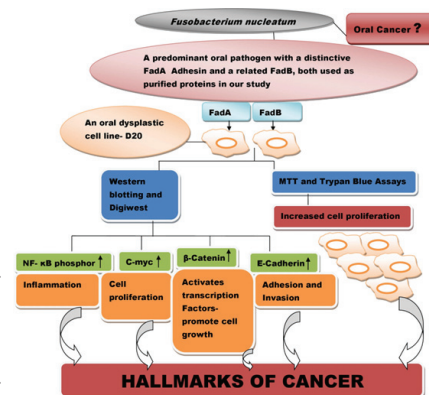 Fusobacterium nucleatum
Oral Cancer ?
A predominant oral pathogen with a distinctive
FadA Adhesin and a related FadB, both used as
purified proteins in our study
FadA
FadB
An oral dysplastic
cell line- D20
Western
blotting and
Digiwest
MTT and Trypan Blue Assays
Increased cell proliferation
NF- κB phosphor ↑
C-myc ↑
β-Catenin ↑
E-Cadherin ↑
Inflammation
Cell
proliferation
Activates
transcription
Factors-
promote cell
growth
Adhesion and
Invasion
HALLMARKS OF CANCER